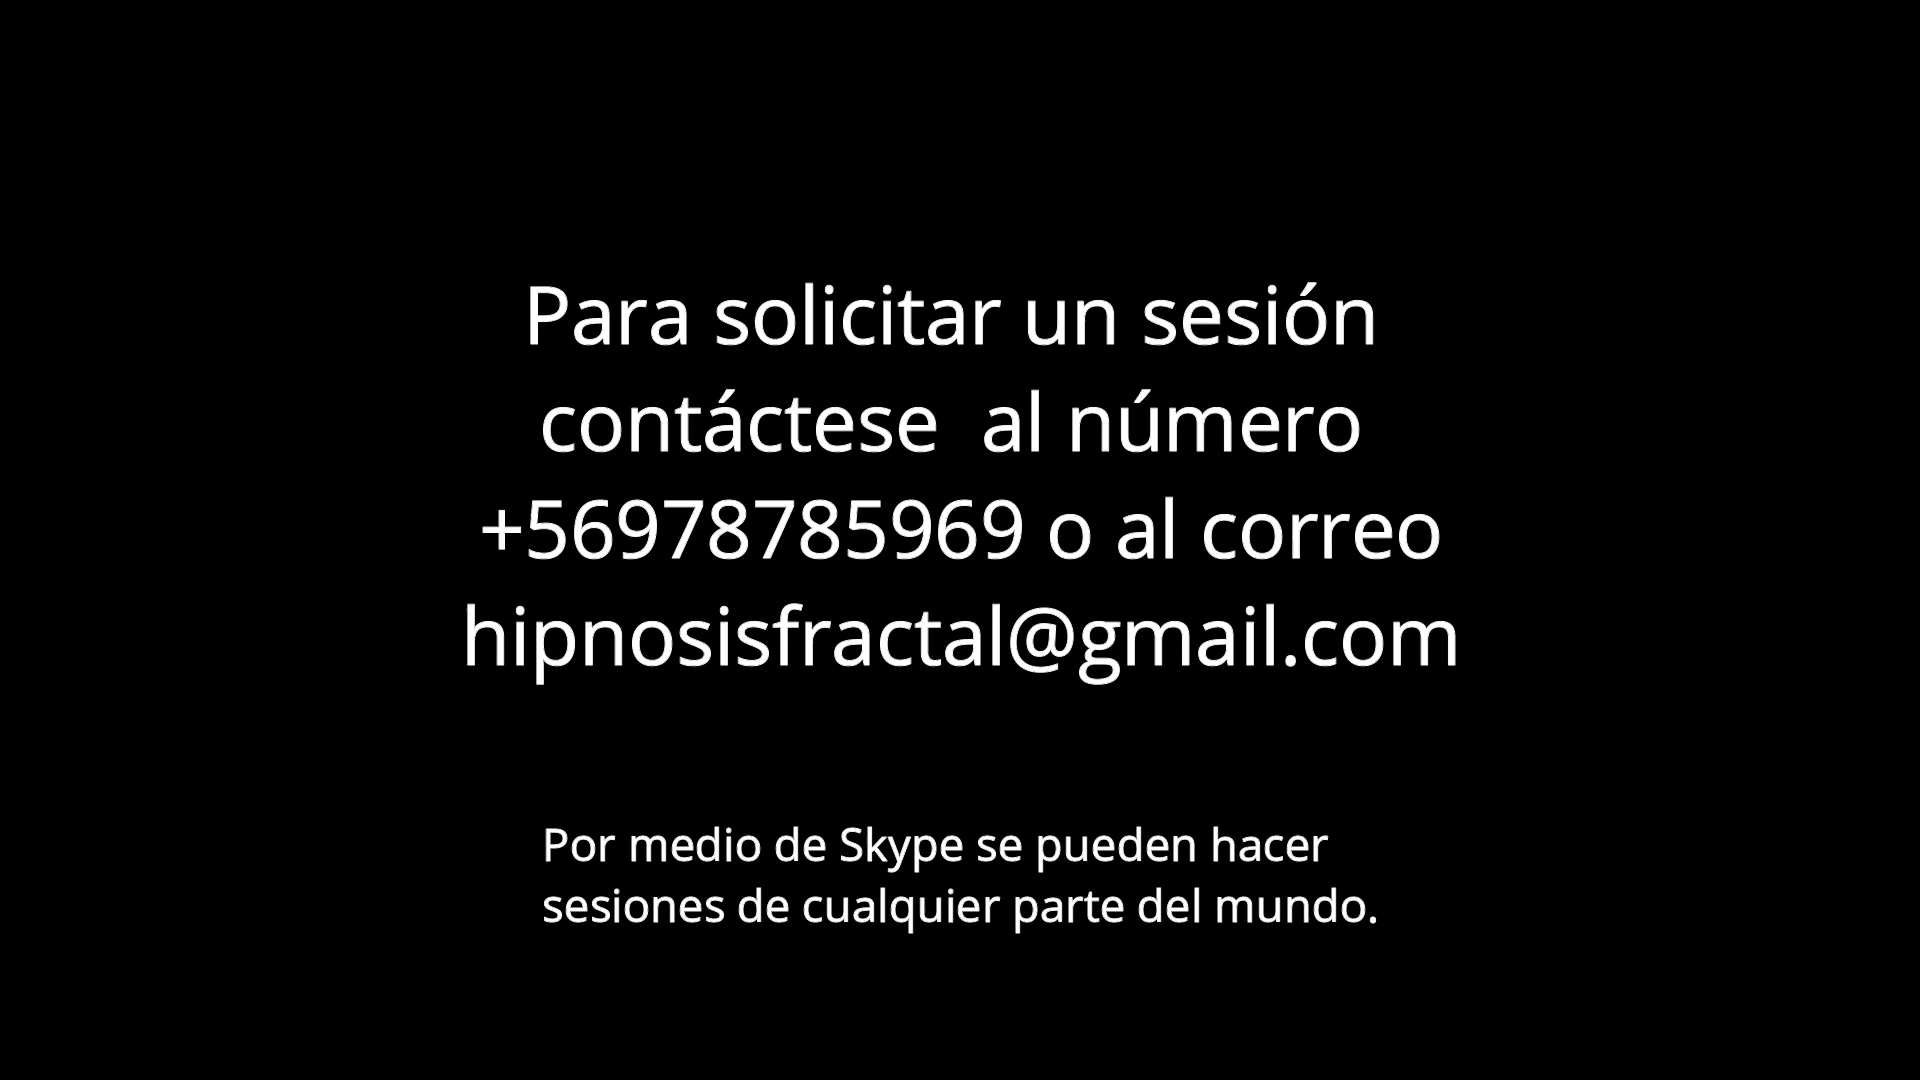 Para solicitar un sesión
contáctese  al número
+56978785969 o al correo
hipnosisfractal@gmail.com
Por medio de Skype se pueden hacer
sesiones de cualquier parte del mundo.